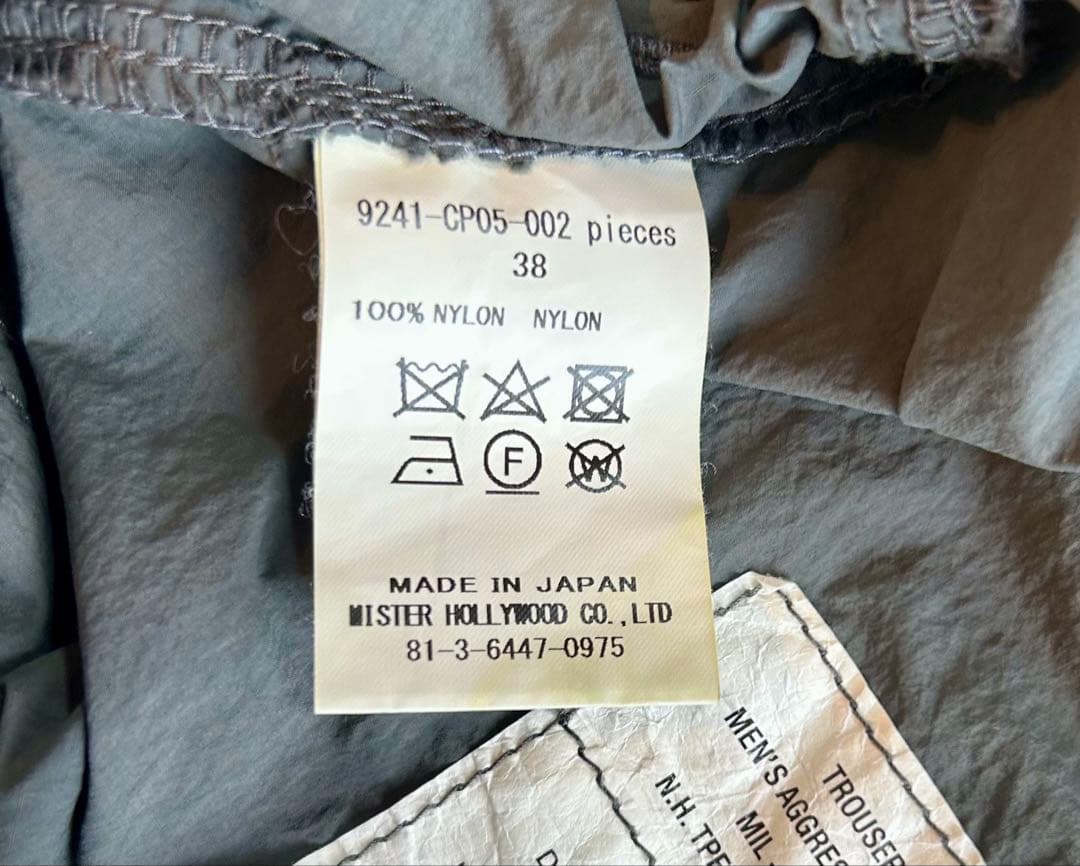 9241-CP05-002 pieces
38
100% NYLON NYLON
F
W
MADE IN JAPAN
MISTER HOLLYWOOD CO.,LTD
81-3-6447-0975
TROUSER
MEN'S AGGRES
MIL
N.H. TPE
D